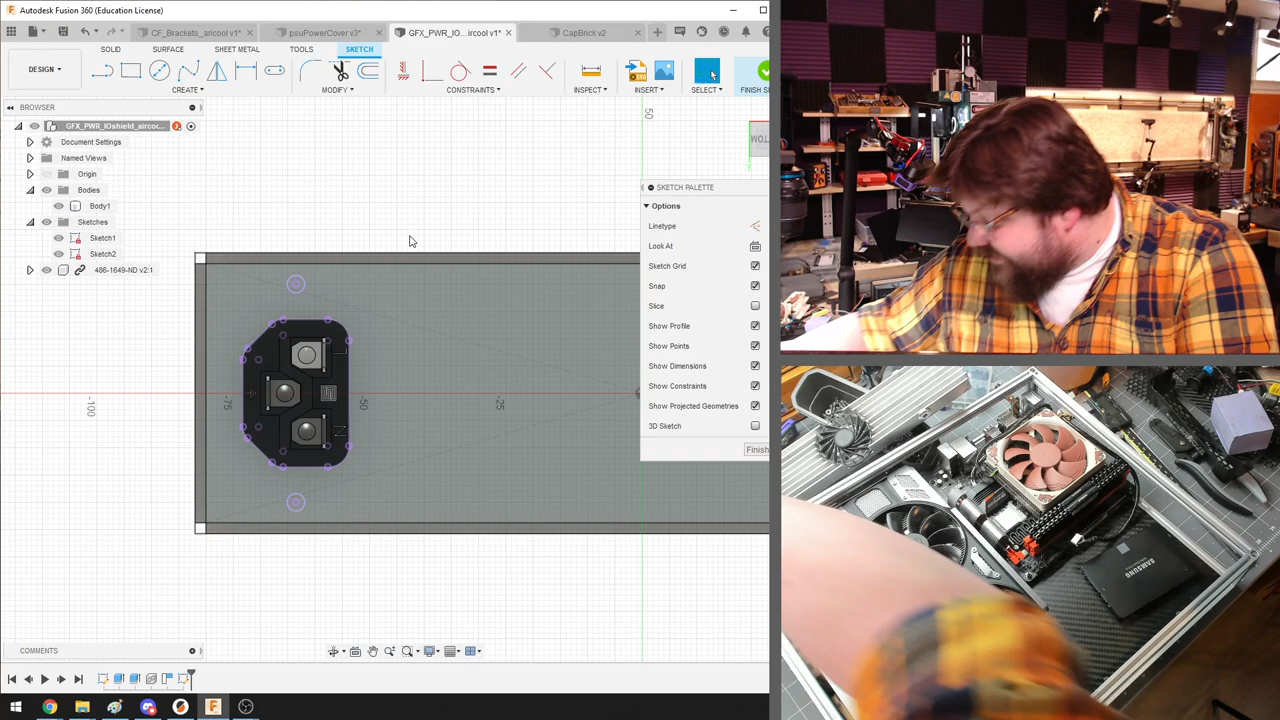 Autodesk Fusion 360 (Education License)
CF_Brackets_aricool v1*
psuPowerCover v3*
GFX_PWR_IO...ircool v1*
CapBrick v2
DESIGN
SOLID
SURFACE
SHEET METAL
TOOLS
SKETCH
CREATE
MODIFY
CONSTRAINTS
INSPECT
INSERT
SELECT
FINISH S
BROWSER
GFX_PWR_IOshield_aircoo...
Document Settings
Named Views
Origin
Bodies
Body1
Sketches
Sketch1
Sketch2
486-1649-ND v2:1
50
-100
-75
-50
-25
L
N
SKETCH PALETTE
Options
Linetype
Look At
Sketch Grid
Snap
Slice
Show Profile
Show Points
Show Dimensions
Show Constraints
Show Projected Geometries
3D Sketch
Finish
COMMENTS
SAMSUNG